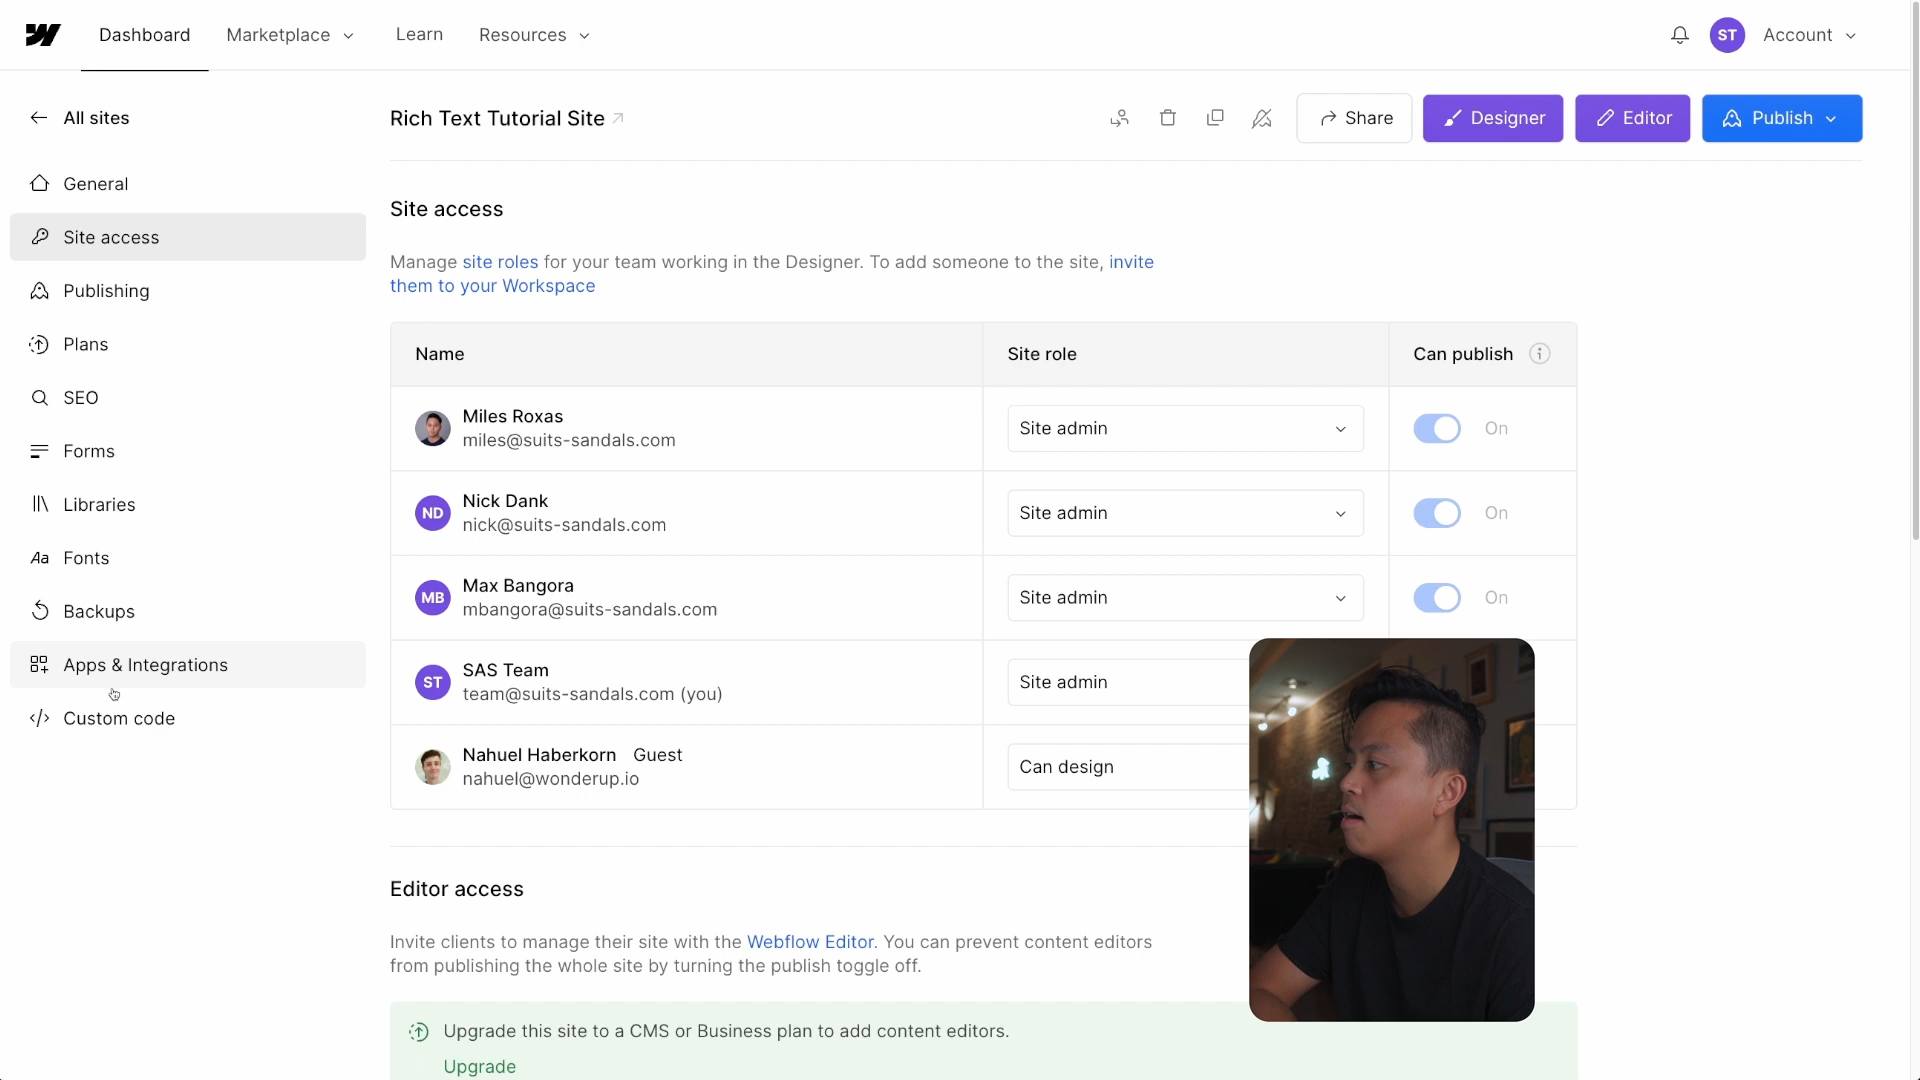 Dashboard
Marketplace
Learn
Resources
ST
Account
All sites
Rich Text Tutorial Site
Share
Designer
Editor
Publish
General
Site access
Publishing
Plans
SEO
Forms
Libraries
Aa Fonts
Backups
Apps & Integrations
Custom code
Site access
Manage site roles for your team working in the Designer. To add someone to the site, invite
them to your Workspace
Name
Site role
Can publish
Miles Roxas
miles@suits-sandals.com
Site admin
On
ND
Nick Dank
nick@suits-sandals.com
Site admin
On
MB
Max Bangora
mbangora@suits-sandals.com
Site admin
On
ST
SAS Team
team@suits-sandals.com (you)
Site admin
Nahuel Haberkorn Guest
nahuel@wonderup.io
Can design
Editor access
Invite clients to manage their site with the Webflow Editor. You can prevent content editors
from publishing the whole site by turning the publish toggle off.
Upgrade this site to a CMS or Business plan to add content editors.
Upgrade